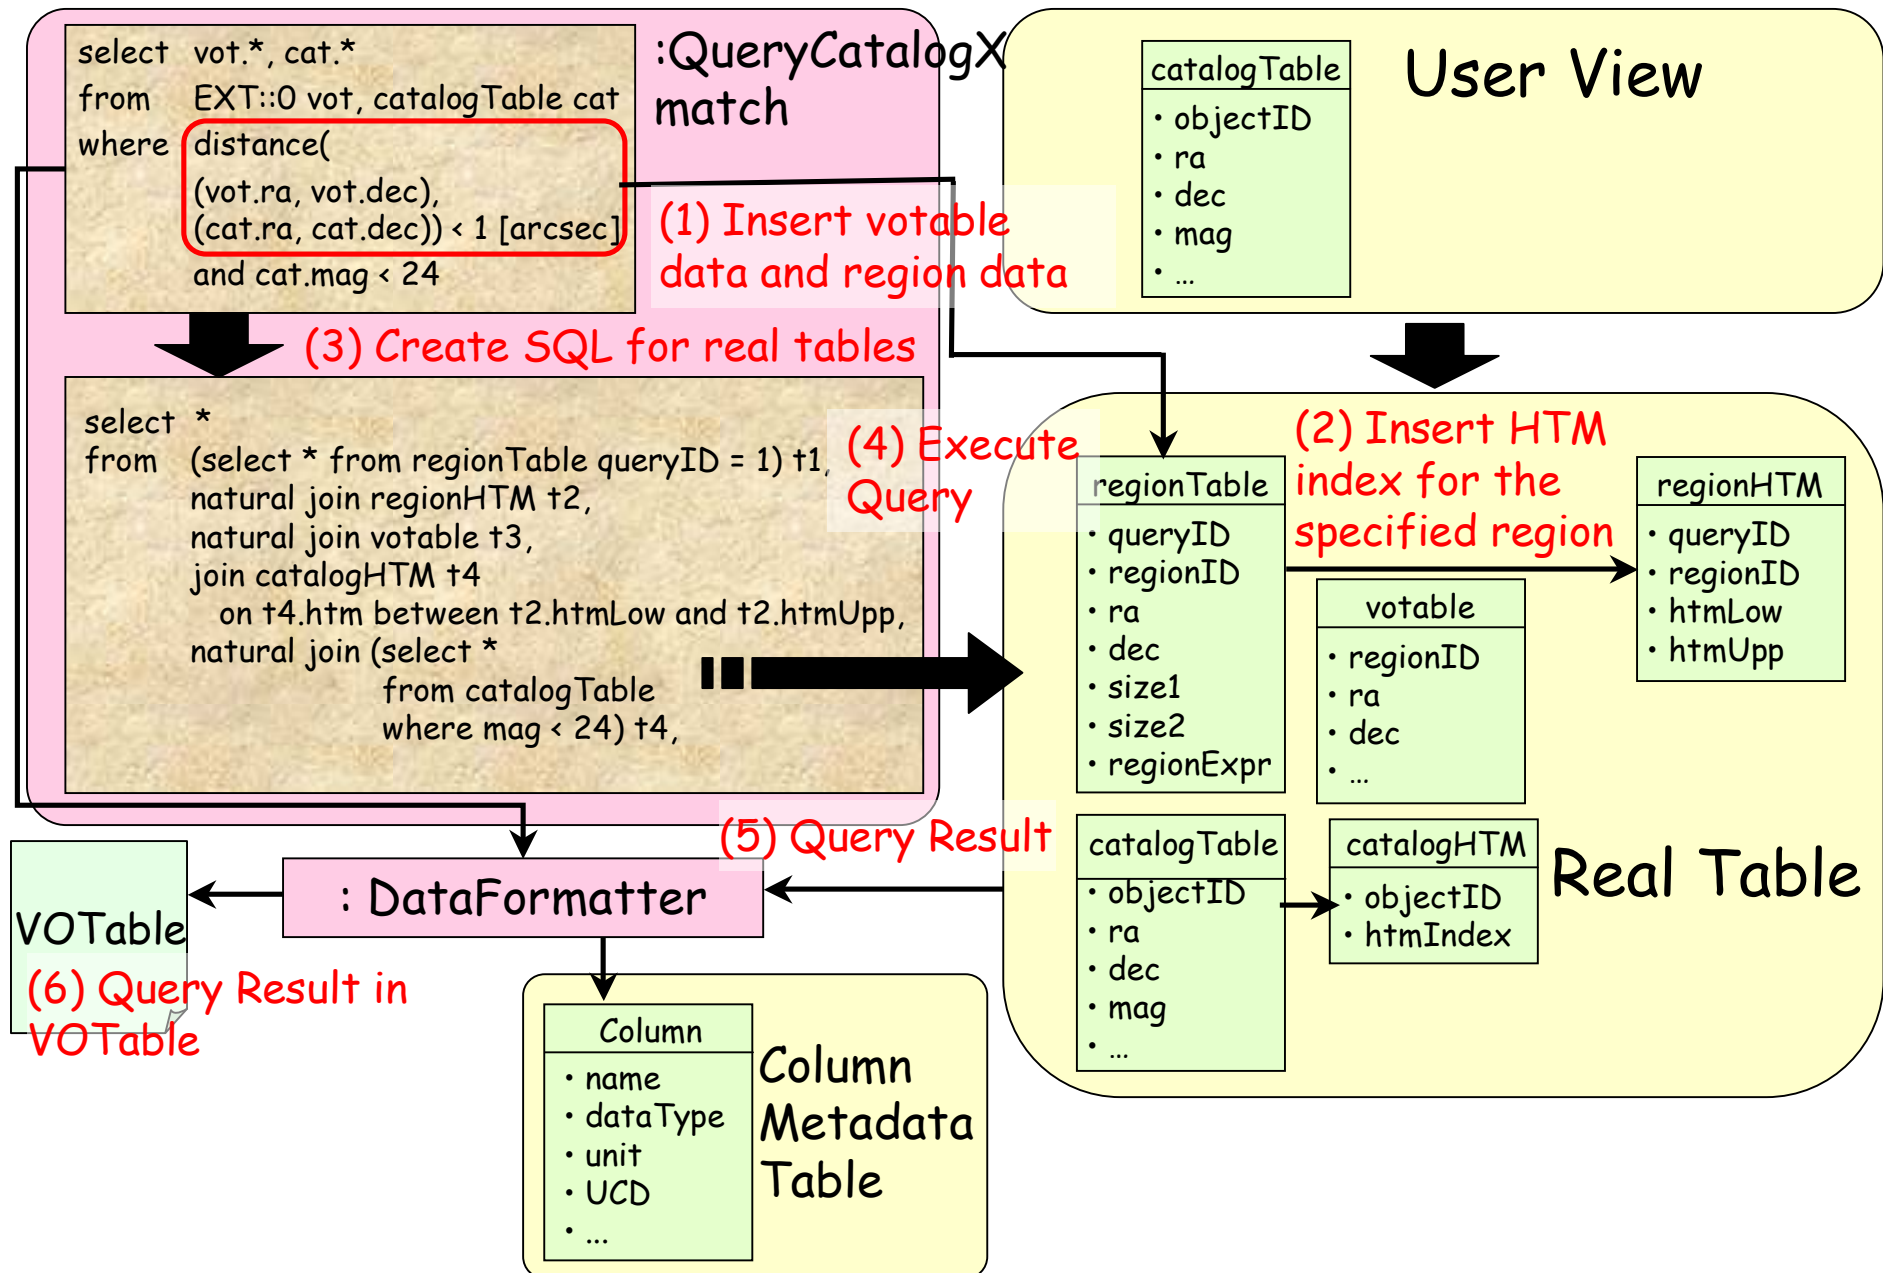 select vot.*, cat.*
from EXT::0 vot, catalogTable cat
where distance(
(vot.ra, vot.dec),
(cat.ra, cat.dec)) < 1 [arcsec]
and cat.mag < 24
:QueryCatalogX
match
(1) Insert votable
data and region data
(3) Create SQL for real tables
select *
from (select * from regionTable queryID = 1) t1,
natural join regionHTM t2,
natural join votable t3,
join catalogHTM t4
on t4.htm between t2.htmLow and t2.htmUpp,
natural join (select *
from catalogTable
where mag < 24) t4,
(4) Execute
Query
User View
catalogTable
・objectID
・ra
・dec
・mag
・...
(2) Insert HTM
index for the
specified region
regionTable
・queryID
・regionID
・ra
・dec
・size1
・size2
・regionExpr
regionHTM
・queryID
・regionID
・htmLow
・htmUpp
votable
・regionID
・ra
・dec
・...
catalogTable
・objectID
・ra
・dec
・mag
・...
catalogHTM
・objectID
・htmIndex
Real Table
(5) Query Result
: DataFormatter
VOTable
(6) Query Result in
VOTable
Column
・name
・dataType
・unit
・UCD
・...
Column
Metadata
Table